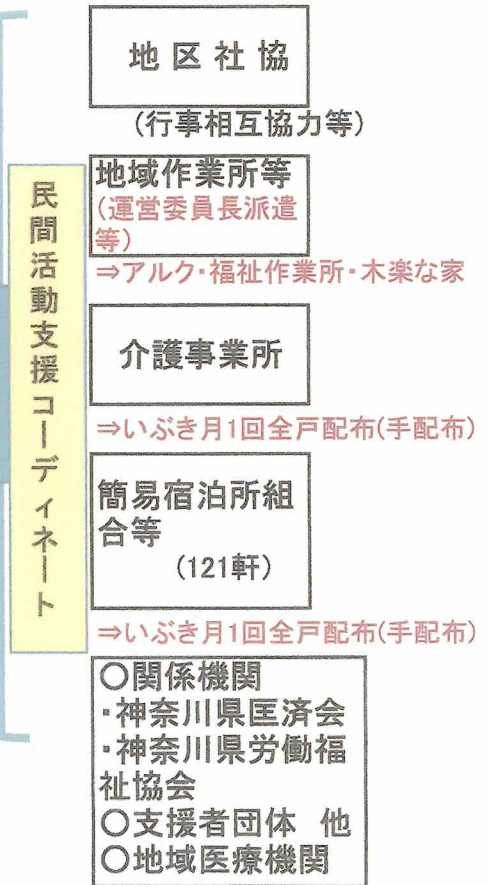 地区社協
(行事相互協力等)
地域作業所等
(運営委員長派遣
等)
⇒アルク・福祉作業所・木楽な家
民間活動支援コーディネート
介護事業所
⇒いぶき月1回全戸配布(手配布)
簡易宿泊所組
合等
(121軒)
⇒いぶき月1回全戸配布(手配布)
〇関係機関
・神奈川県匡済会
・神奈川県労働福
祉協会
〇支援者団体 他
〇地域医療機関